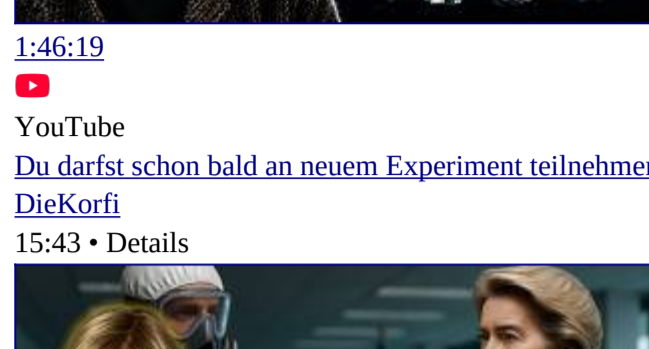 1:46:19
YouTube
Du darfst schon bald an neuem Experiment teilnehmen
DieKorfi
15:43 • Details